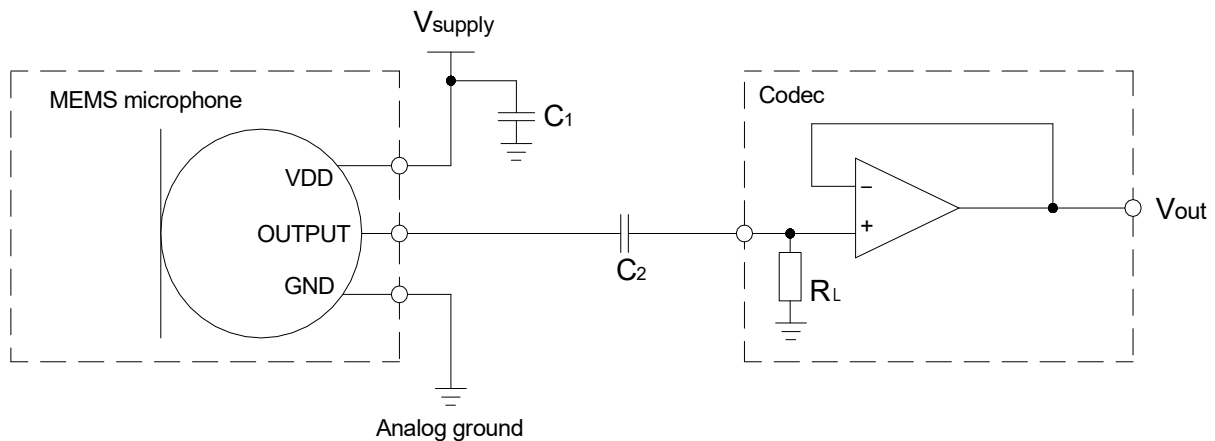 Vsupply
MEMS microphone
C1
Codec
VDD
−
OUTPUT
+
Vout
C2
GND
RL
Analog ground